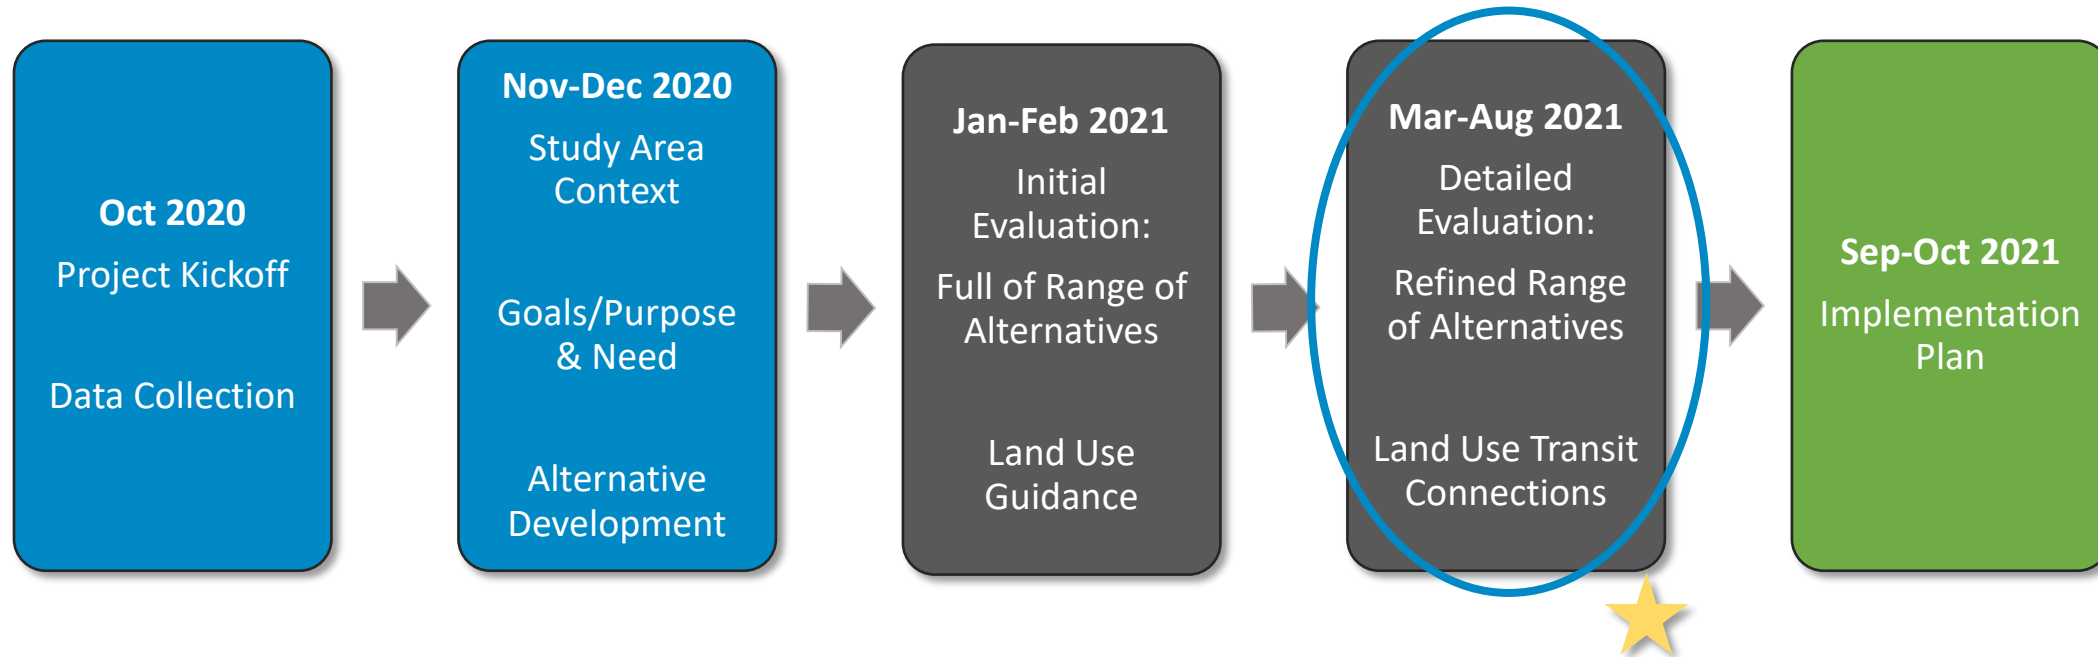 Oct 2020
Project Kickoff
Data Collection
Nov-Dec 2020
Study Area
Context
Goals/Purpose
& Need
Alternative
Development
Jan-Feb 2021
Initial
Evaluation:
Full of Range of
Alternatives
Land Use
Guidance
Mar-Aug 2021
Detailed
Evaluation:
Refined Range
of Alternatives
Land Use Transit
Connections
Sep-Oct 2021
Implementation
Plan